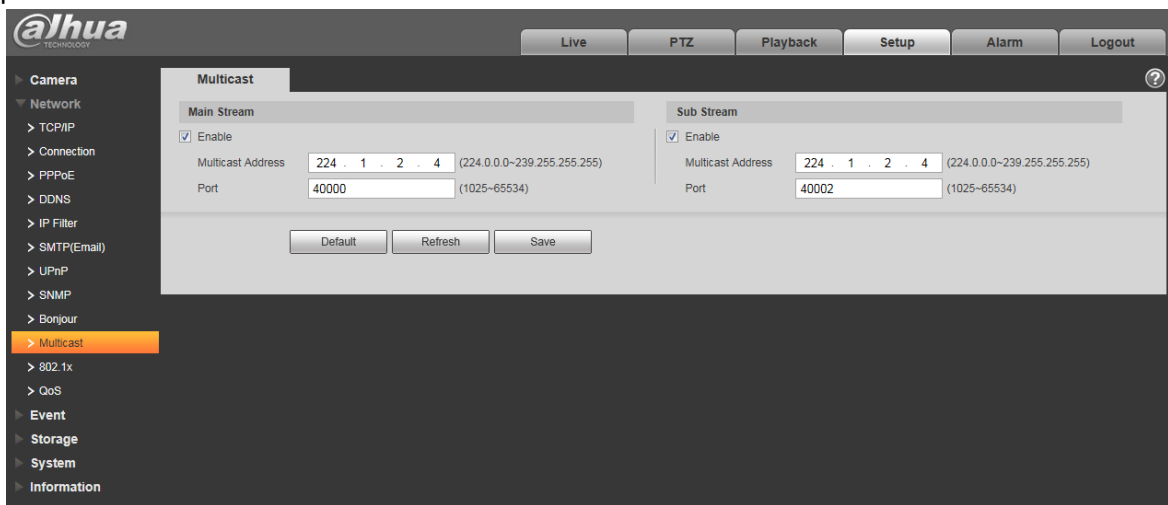 alhua
TECHNOLOGY
Live PTZ Playback Setup Alarm Logout
Camera
Network
> TCP/IP
> Connection
> PPPoE
> DDNS
> IP Filter
> SMTP(Email)
> UPnP
> SNMP
> Bonjour
> Multicast
> 802.1x
> QoS
Event
Storage
System
Information
Multicast
?
Main Stream
Enable
Multicast Address 224 . 1 . 2 . 4 (224.0.0.0~239.255.255.255)
Port 40000 (1025~65534)
Sub Stream
Enable
Multicast Address 224 . 1 . 2 . 4 (224.0.0.0~239.255.255.255)
Port 40002 (1025~65534)
Default Refresh Save